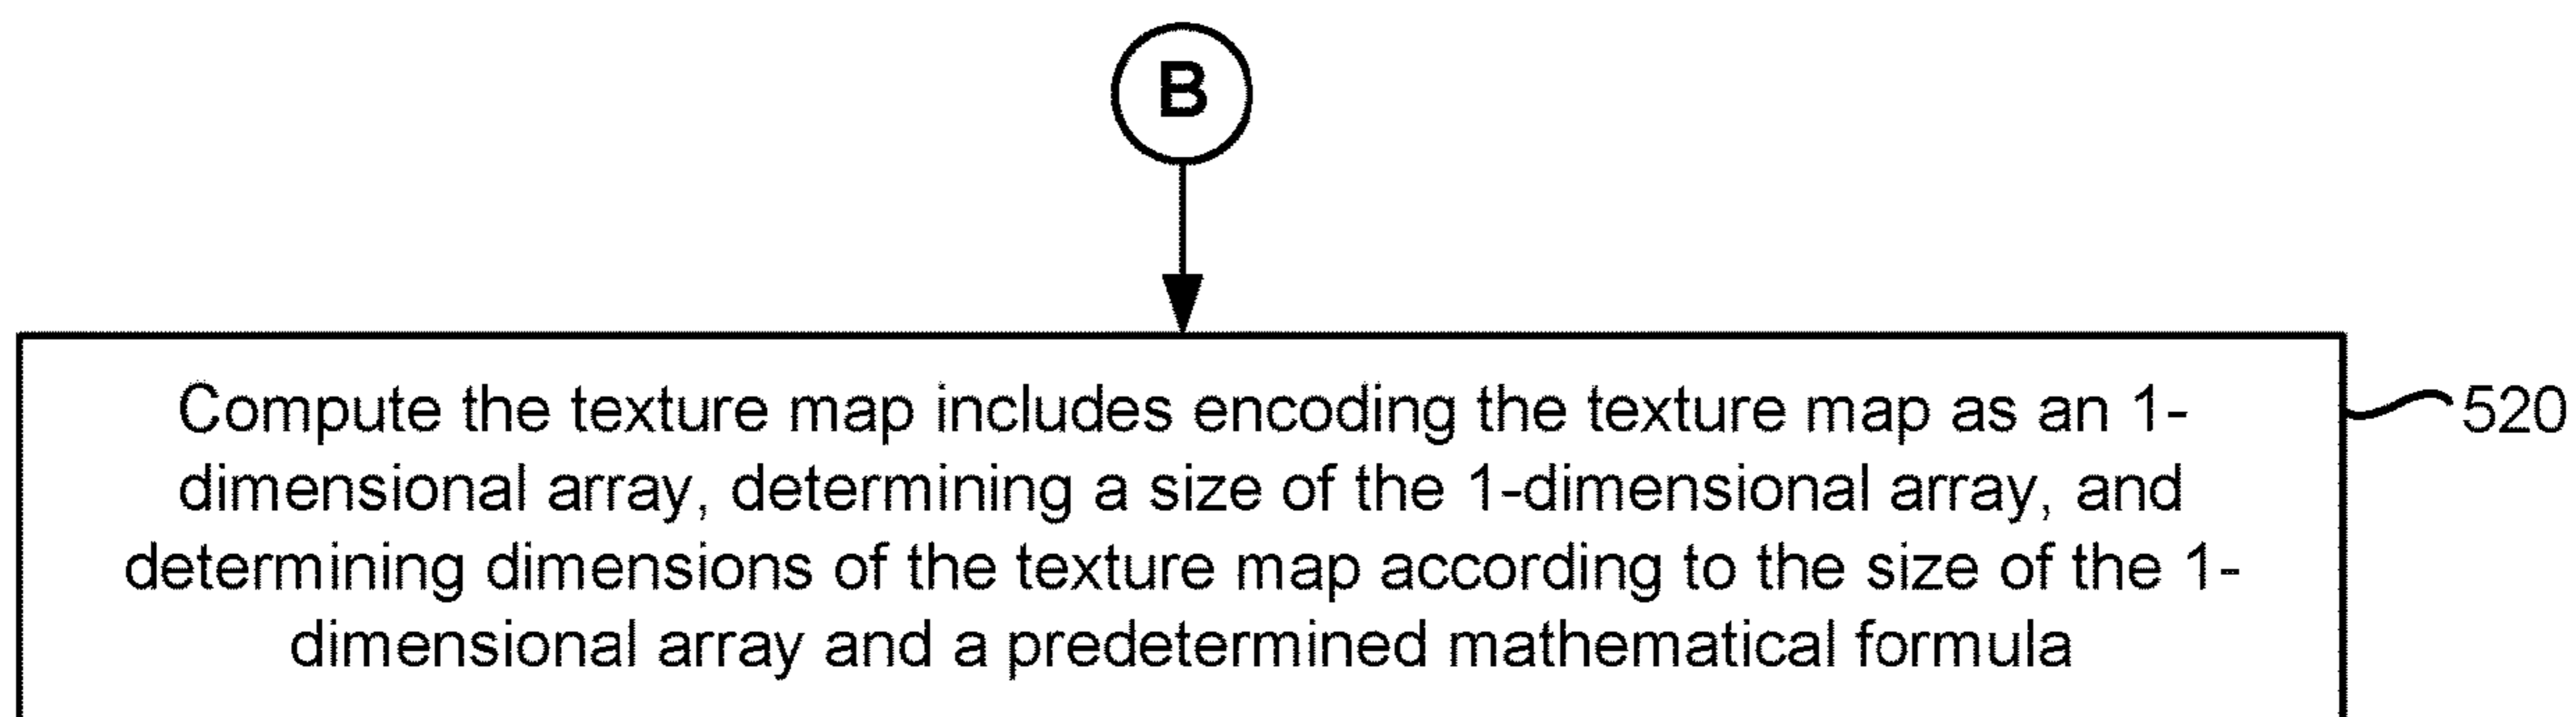 B
Compute the texture map includes encoding the texture map as an 1-
dimensional array, determining a size of the 1-dimensional array, and
determining dimensions of the texture map according to the size of the 1-
dimensional array and a predetermined mathematical formula
520